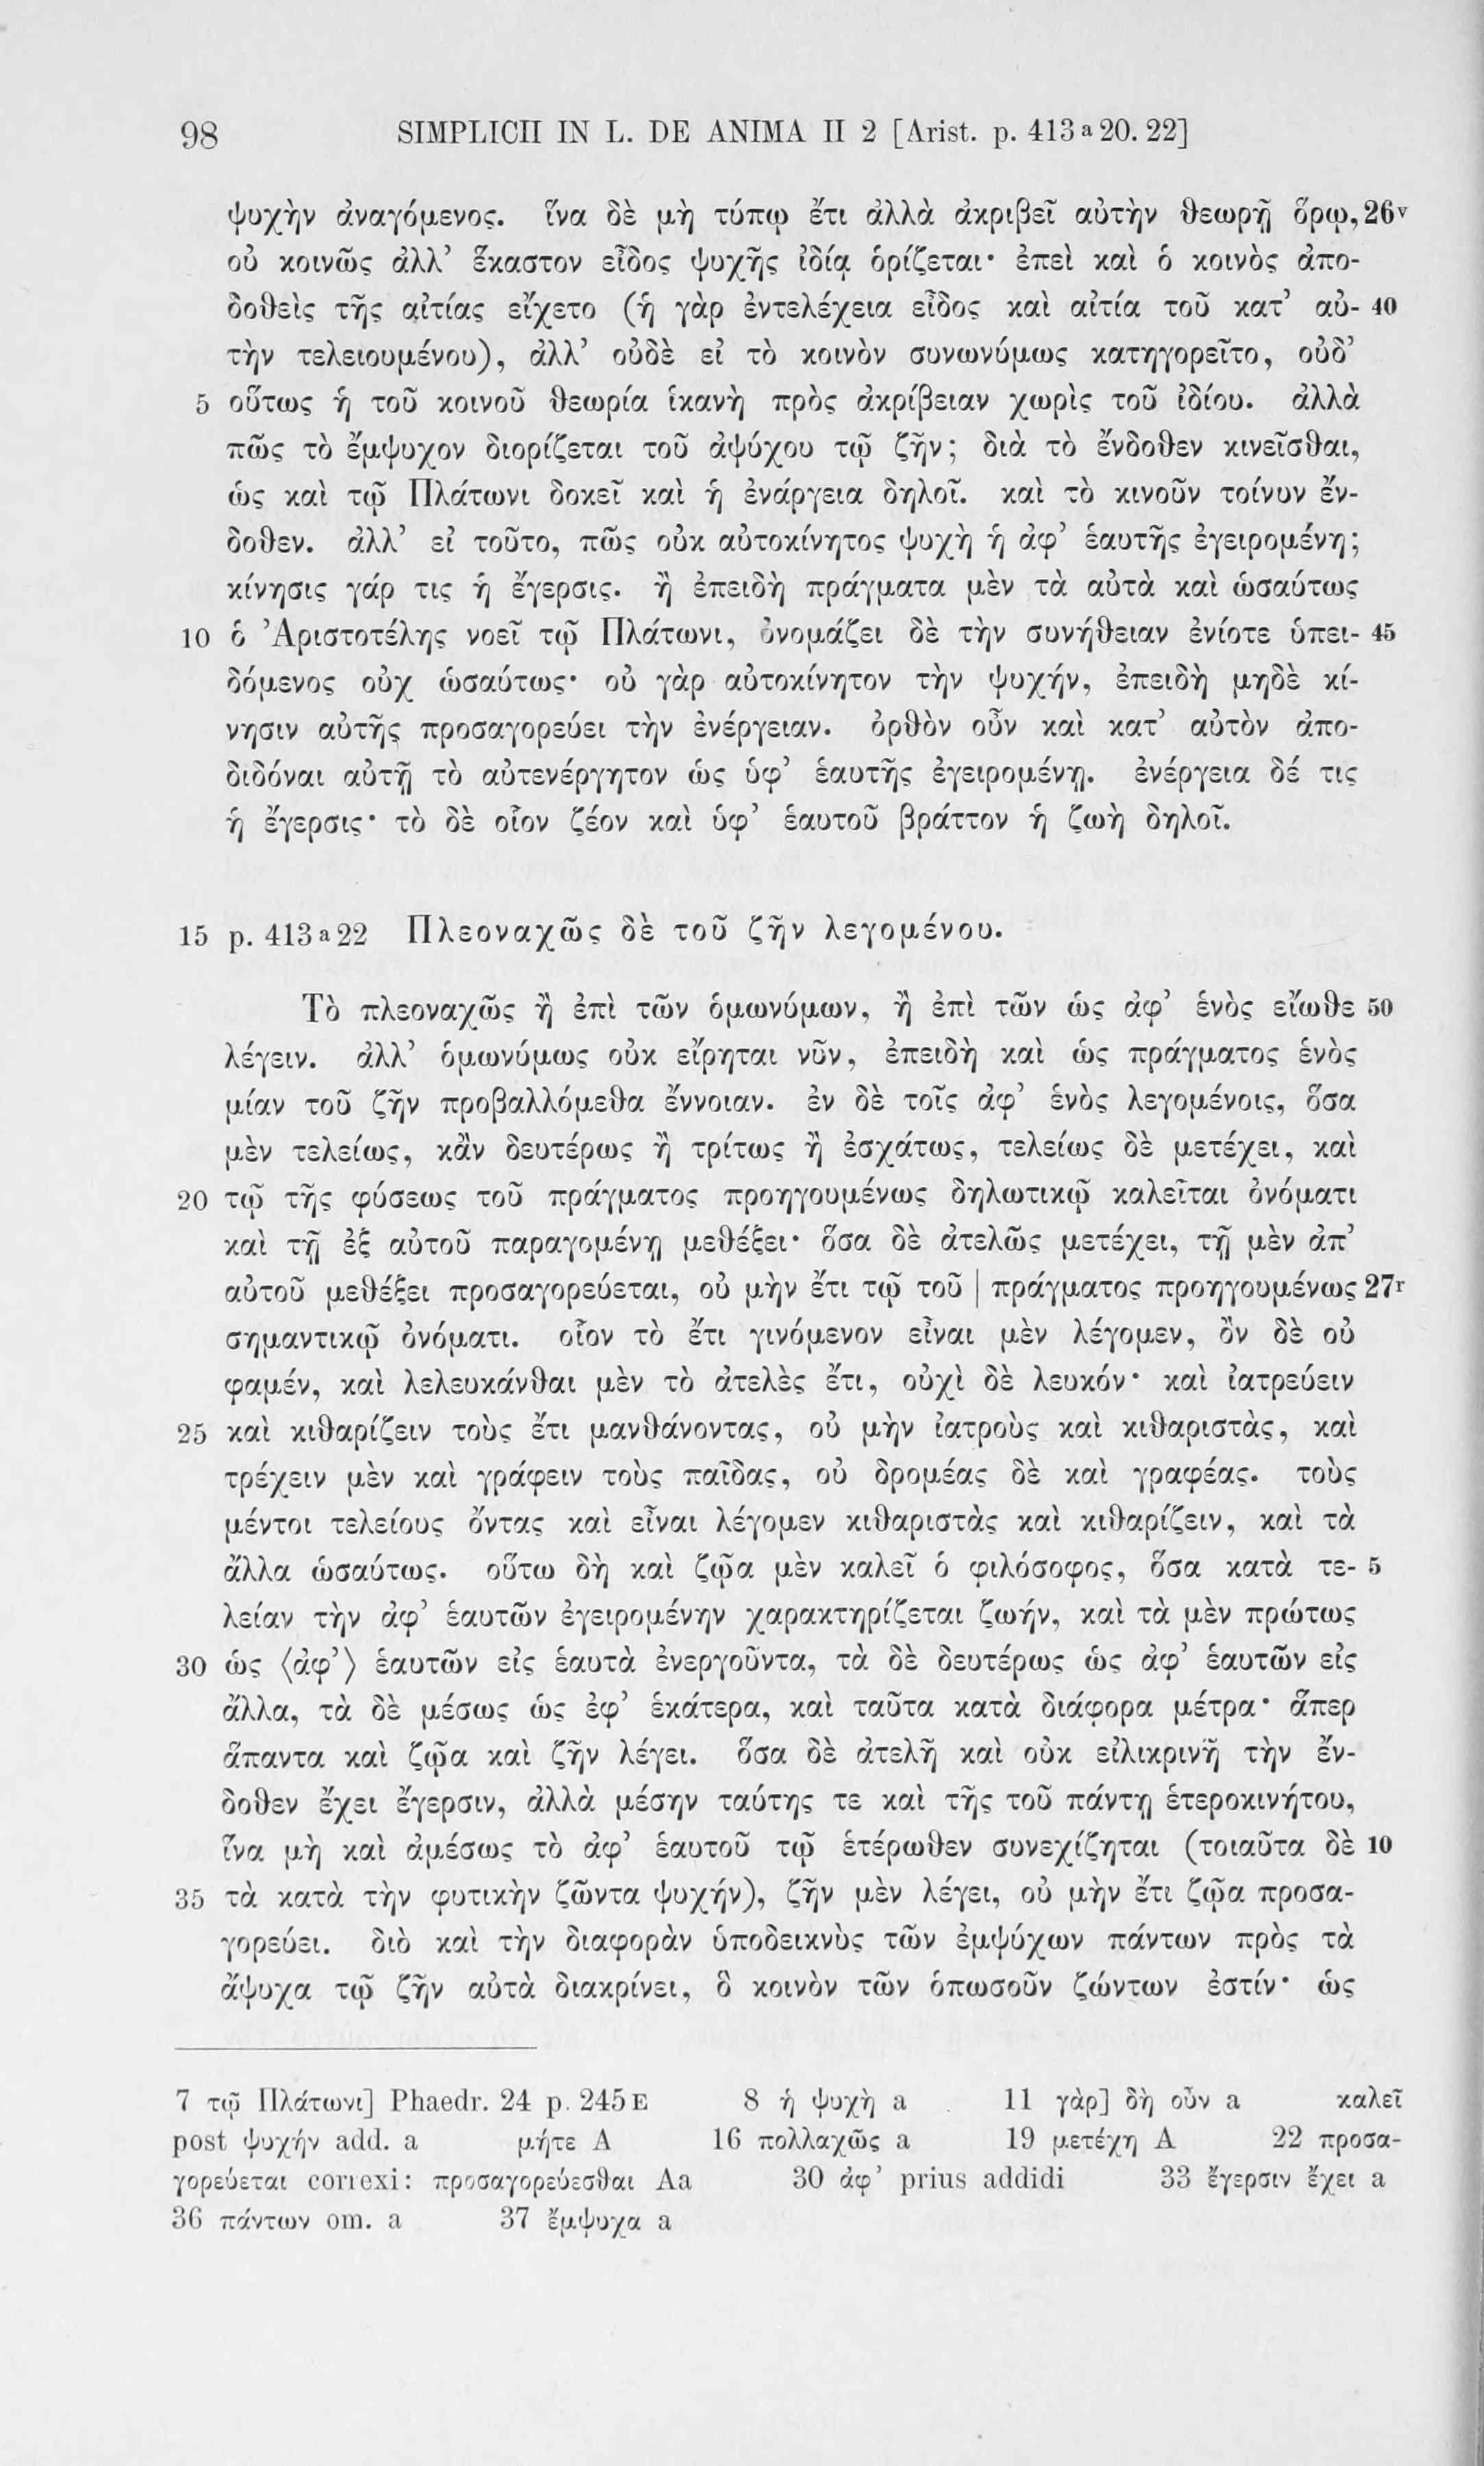 98 SIMPLICII IN L. DE ANIMA II 2 [Arist. p. 413 a 20. 22]
ψυχὴν ἀναγόμενος. ἵνα δὲ μὴ τύπῳ ἔτι ἀλλὰ ἀκριβεῖ αὐτὴν θεωρῇ ὅρῳ, 26v
οὐ κοινῶς ἀλλ’ ἕκαστον εἶδος ψυχῆς ἰδίᾳ ὁρίζεται· ἐπεὶ καὶ ὁ κοινὸς ἀπο-
δοθεὶς τῆς αἰτίας εἴχετο (ἡ γὰρ ἐντελέχεια εἶδος καὶ αἰτία τοῦ κατ’ αὐ- 40
τὴν τελειουμένου), ἀλλ’ οὐδὲ εἰ τὸ κοινὸν συνωνύμως κατηγορεῖτο, οὐδ’
5 οὕτως ἡ τοῦ κοινοῦ θεωρία ἱκανὴ πρὸς ἀκρίβειαν χωρὶς τοῦ ἰδίου. ἀλλὰ
πῶς τὸ ἔμψυχον διορίζεται τοῦ ἀψύχου τῷ ζῆν; διὰ τὸ ἔνδοθεν κινεῖσθαι,
ὡς καὶ τῷ Πλάτωνι δοκεῖ καὶ ἡ ἐνάργεια δηλοῖ. καὶ τὸ κινοῦν τοίνυν ἔν-
δοθεν. ἀλλ’ εἰ τοῦτο, πῶς οὐκ αὐτοκίνητος ψυχὴ ἡ ἀφ’ ἑαυτῆς ἐγειρομένη;
κίνησις γάρ τις ἡ ἔγερσις. ἢ ἐπειδὴ πράγματα μὲν τὰ αὐτὰ καὶ ὡσαύτως
10 ὁ Ἀριστοτέλης νοεῖ τῷ Πλάτωνι, ὀνομάζει δὲ τὴν συνήθειαν ἐνίοτε ὑπει- 45
δόμενος οὐχ ὡσαύτως· οὐ γὰρ αὐτοκίνητον τὴν ψυχήν, ἐπειδὴ μηδὲ κί-
νησιν αὐτῆς προσαγορεύει τὴν ἐνέργειαν. ὀρθὸν οὖν καὶ κατ’ αὐτὸν ἀπο-
διδόναι αὐτῇ τὸ αὐτενέργητον ὡς ὑφ’ ἑαυτῆς ἐγειρομένῃ. ἐνέργεια δέ τις
ἡ ἔγερσις· τὸ δὲ οἷον ζέον καὶ ὑφ’ ἑαυτοῦ βράττον ἡ ζωὴ δηλοῖ.
15 p. 413 a 22 Πλεοναχῶς δὲ τοῦ ζῆν λεγομένου.
Τὸ πλεοναχῶς ἢ ἐπὶ τῶν ὁμωνύμων, ἢ ἐπὶ τῶν ὡς ἀφ’ ἑνὸς εἴωθε 50
λέγειν. ἀλλ’ ὁμωνύμως οὐκ εἴρηται νῦν, ἐπειδὴ καὶ ὡς πράγματος ἑνὸς
μίαν τοῦ ζῆν προβαλλόμεθα ἔννοιαν. ἐν δὲ τοῖς ἀφ’ ἑνὸς λεγομένοις, ὅσα
μὲν τελείως, κἂν δευτέρως ἢ τρίτως ἢ ἐσχάτως, τελείως δὲ μετέχει, καὶ
20 τῷ τῆς φύσεως τοῦ πράγματος προηγουμένως δηλωτικῷ καλεῖται ὀνόματι
καὶ τῇ ἐξ αὐτοῦ παραγομένῃ μεθέξει· ὅσα δὲ ἀτελῶς μετέχει, τῇ μὲν ἀπ’
αὐτοῦ μεθέξει προσαγορεύεται, οὐ μὴν ἔτι τῷ τοῦ | πράγματος προηγουμένως 27r
σημαντικῷ ὀνόματι. οἷον τὸ ἔτι γινόμενον εἶναι μὲν λέγομεν, ὂν δὲ οὔ
φαμέν, καὶ λελευκάνθαι μὲν τὸ ἀτελὲς ἔτι, οὐχὶ δὲ λευκόν· καὶ ἰατρεύειν
25 καὶ κιθαρίζειν τοὺς ἔτι μανθάνοντας, οὐ μὴν ἰατροὺς καὶ κιθαριστάς, καὶ
τρέχειν μὲν καὶ γράφειν τοὺς παῖδας, οὐ δρομέας δὲ καὶ γραφέας. τοὺς
μέντοι τελείους ὄντας καὶ εἶναι λέγομεν κιθαριστὰς καὶ κιθαρίζειν, καὶ τὰ
ἄλλα ὡσαύτως. οὕτω δὴ καὶ ζῷα μὲν καλεῖ ὁ φιλόσοφος, ὅσα κατὰ τε- 5
λείαν τὴν ἀφ’ ἑαυτῶν ἐγειρομένην χαρακτηρίζεται ζωήν, καὶ τὰ μὲν πρώτως
30 ὡς ⟨ἀφ’⟩ ἑαυτῶν εἰς ἑαυτὰ ἐνεργοῦντα, τὰ δὲ δευτέρως ὡς ἀφ’ ἑαυτῶν εἰς
ἄλλα, τὰ δὲ μέσως ὡς ἐφ’ ἑκάτερα, καὶ ταῦτα κατὰ διάφορα μέτρα· ἅπερ
ἅπαντα καὶ ζῷα καὶ ζῆν λέγει. ὅσα δὲ ἀτελῆ καὶ οὐκ εἰλικρινῆ τὴν ἔν-
δοθεν ἔχει ἔγερσιν, ἀλλὰ μέσην ταύτης τε καὶ τῆς τοῦ πάντῃ ἑτεροκινήτου,
ἵνα μὴ καὶ ἀμέσως τὸ ἀφ’ ἑαυτοῦ τῷ ἑτέρωθεν συνεχίζηται (τοιαῦτα δὲ 10
35 τὰ κατὰ τὴν φυτικὴν ζῶντα ψυχήν), ζῆν μὲν λέγει, οὐ μὴν ἔτι ζῷα προσα-
γορεύει. διὸ καὶ τὴν διαφορὰν ὑποδεικνὺς τῶν ἐμψύχων πάντων πρὸς τὰ
ἄψυχα τῷ ζῆν αὐτὰ διακρίνει, ὃ κοινὸν τῶν ὁπωσοῦν ζώντων ἐστίν· ὡς
7 τῷ Πλάτωνι] Phaedr. 24 p. 245 E 8 ἡ ψυχὴ a 11 γὰρ] δὴ οὖν a καλεῖ
post ψυχήν add. a μήτε A 16 πολλαχῶς a 19 μετέχῃ A 22 προσα-
γορεύεται correxi: προσαγορεύεσθαι Aa 30 ἀφ’ prius addidi 33 ἔγερσιν ἔχει a
36 πάντων om. a 37 ἔμψυχα a